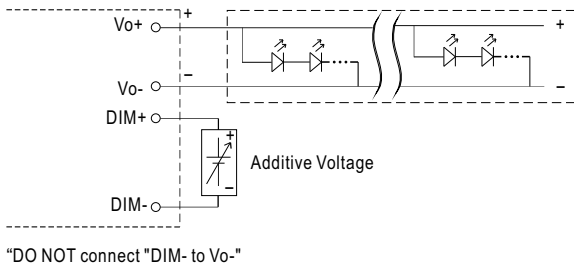 Vo+ + +
Vo- − −
DIM+
+
Additive Voltage
−
DIM-
“DO NOT connect "DIM- to Vo-"